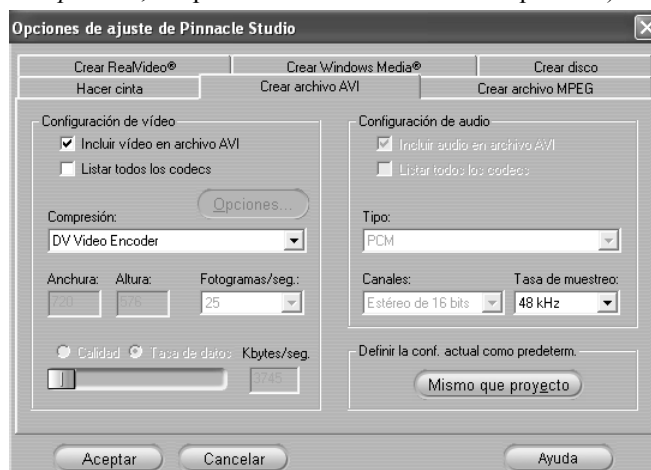 Opciones de ajuste de Pinnacle Studio
Crear RealVideo® Crear Windows Media® Crear disco
Hacer cinta Crear archivo AVI Crear archivo MPEG
Configuración de vídeo
Incluir vídeo en archivo AVI
Listar todos los codecs
Opciones...
Compresión:
DV Video Encoder
Anchura: Altura: Fotogramas/seg.:
720 576 25
Calidad Tasa de datos Kbytes/seg.
3745
Configuración de audio
Incluir audio en archivo AVI
Listar todos los codecs
Tipo:
PCM
Canales: Tasa de muestreo:
Estéreo de 16 bits 48 kHz
Definir la conf. actual como predeterm.
Mismo que proyecto
Aceptar Cancelar Ayuda